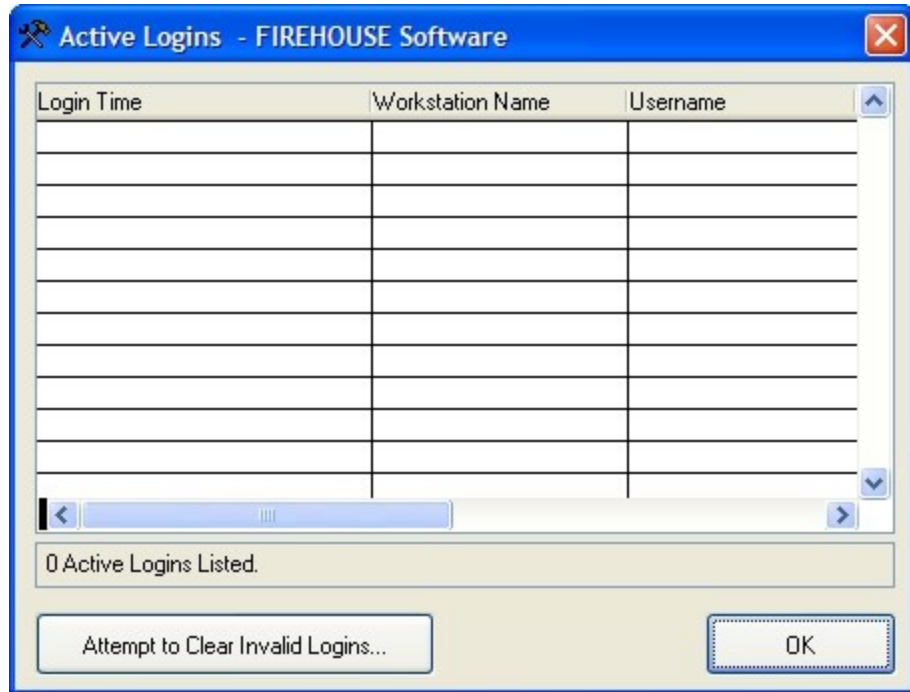 Active Logins - FIREHOUSE Software
Login Time Workstation Name Username
0 Active Logins Listed.
Attempt to Clear Invalid Logins... OK